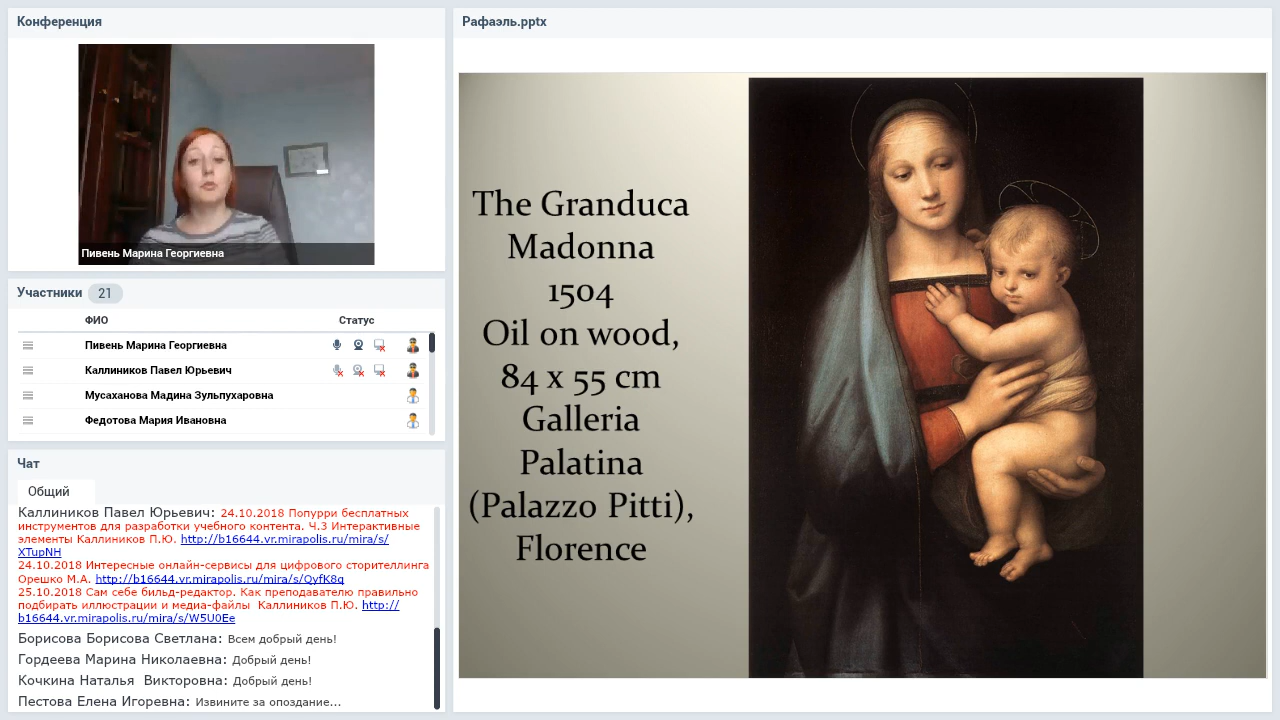 Конференция
Пивень Марина Георгиевна
Участники 21
ФИО Статус
Пивень Марина Георгиевна
Каллиников Павел Юрьевич
Мусаханова Мадина Зульпухаровна
Федотова Мария Ивановна
Чат
Общий
Каллиников Павел Юрьевич: 24.10.2018 Попурри бесплатных
инструментов для разработки учебного контента. Ч.3 Интерактивные
элементы Каллиников П.Ю. http://b16644.vr.mirapolis.ru/mira/s/
XTupNH
24.10.2018 Интересные онлайн-сервисы для цифрового сторителлинга
Орешко М.А. http://b16644.vr.mirapolis.ru/mira/s/QyfK8q
25.10.2018 Сам себе бильд-редактор. Как преподавателю правильно
подбирать иллюстрации и медиа-файлы Каллиников П.Ю. http://
b16644.vr.mirapolis.ru/mira/s/W5U0Ee
Борисова Борисова Светлана: Всем добрый день!
Гордеева Марина Николаевна: Добрый день!
Кочкина Наталья Викторовна: Добрый день!
Пестова Елена Игоревна: Извините за опоздание...
Рафаэль.pptx
The Granduca
Madonna
1504
Oil on wood,
84 x 55 cm
Galleria
Palatina
(Palazzo Pitti),
Florence